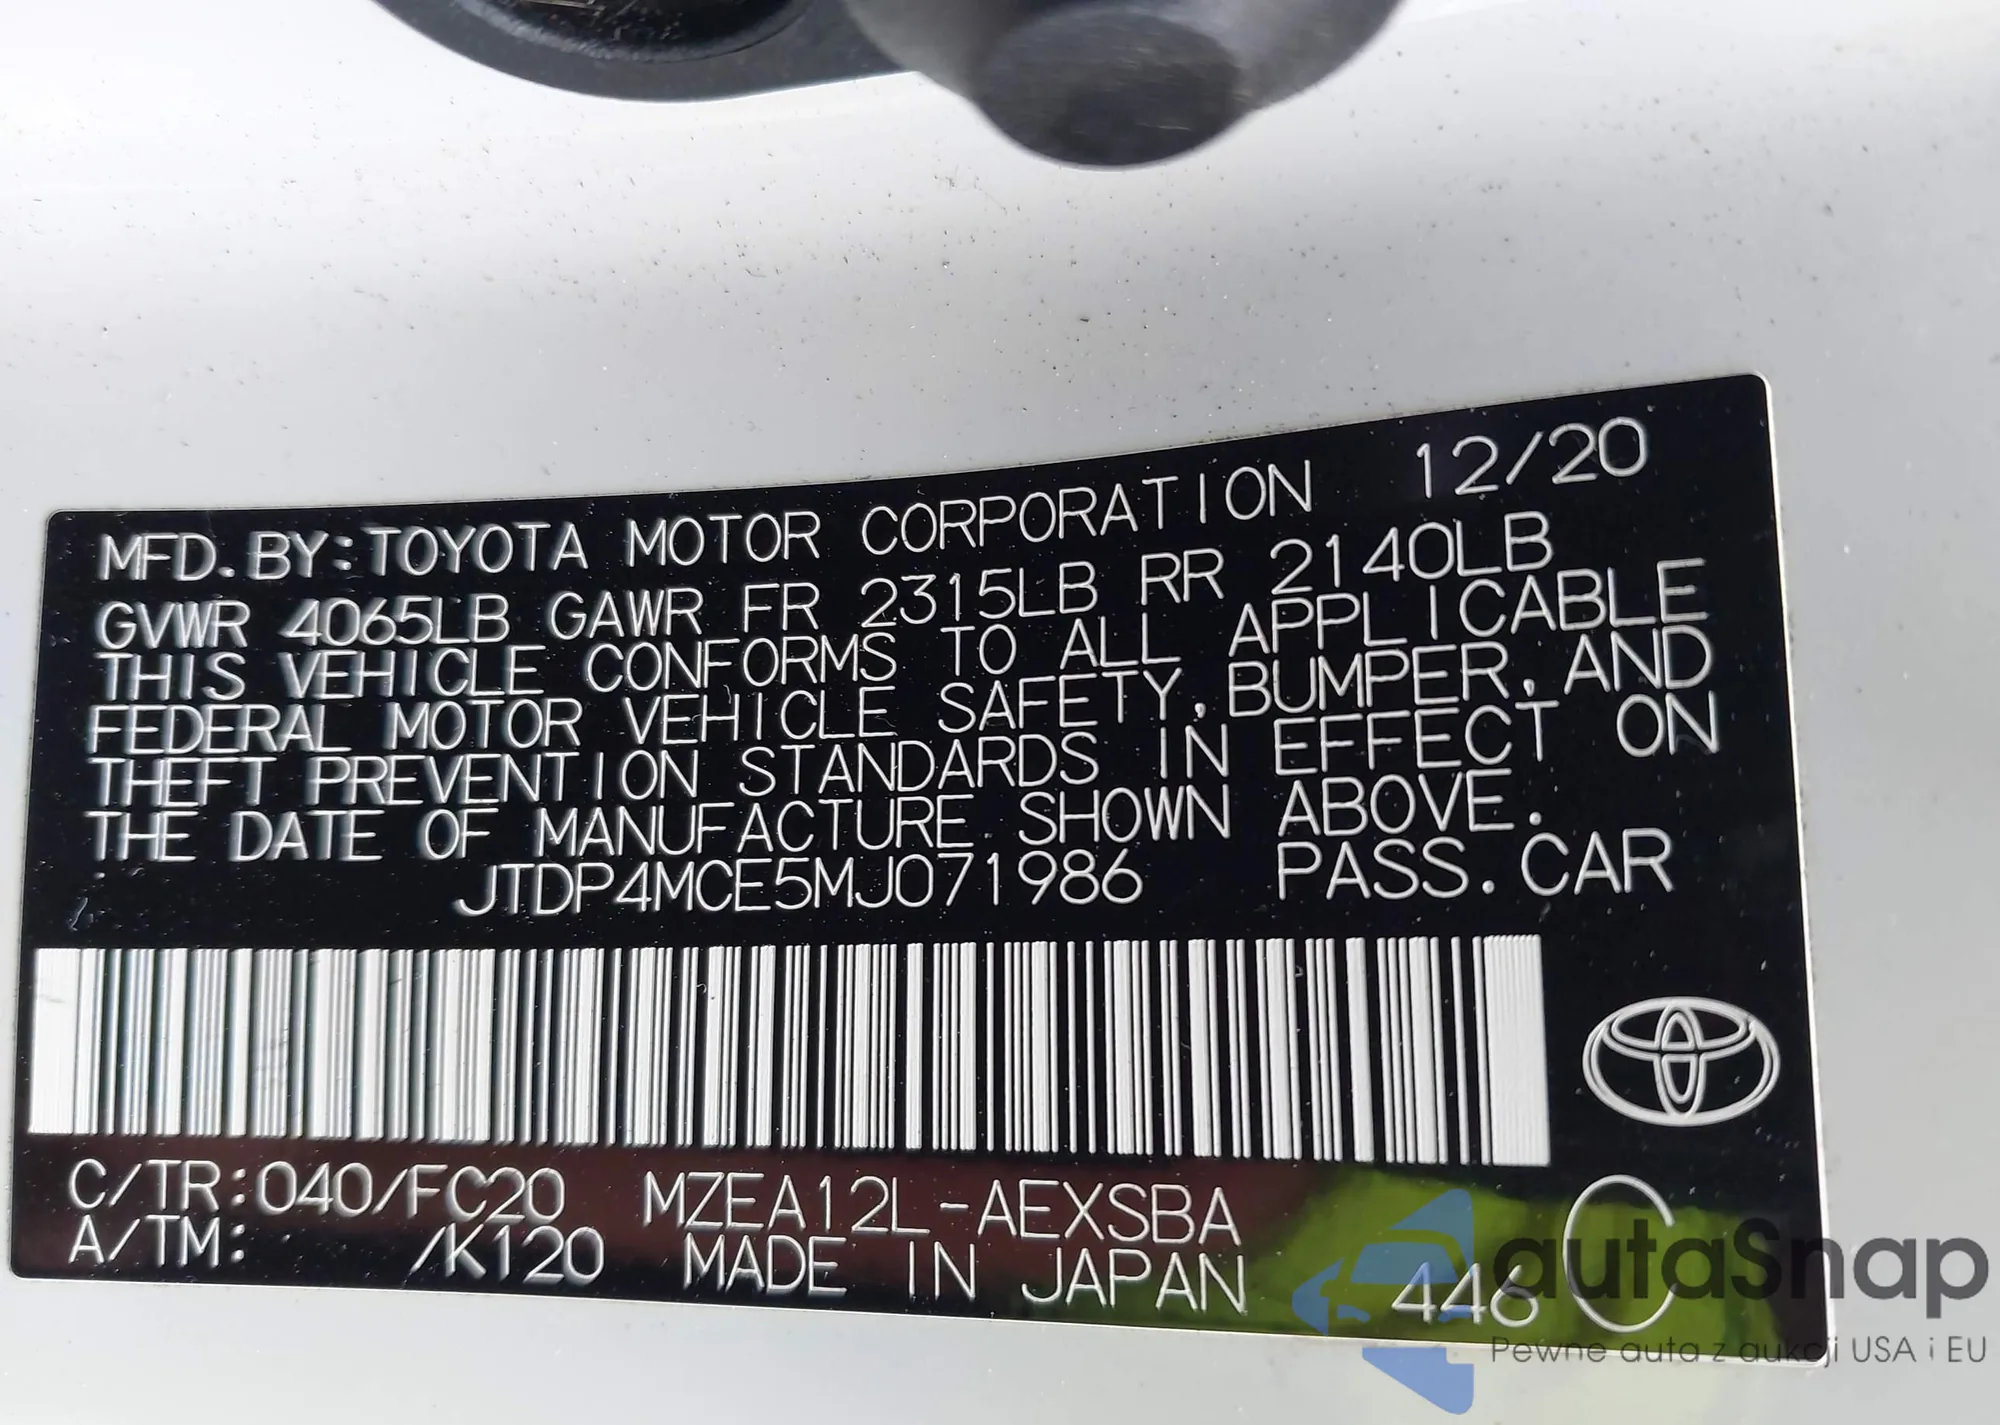 MFD.BY:TOYOTA MOTOR CORPORATION 12/20
GVWR 4065LB GAWR FR 2315LB RR 2140LB
THIS VEHICLE CONFORMS TO ALL APPLICABLE
FEDERAL MOTOR VEHICLE SAFETY, BUMPER, AND
THEFT PREVENTION STANDARDS IN EFFECT ON
THE DATE OF MANUFACTURE SHOWN ABOVE.
JTDP4MCE5MJ071986 PASS.CAR
C/TR:040/FC20 MZEA12L-AEXSBA
A/TM: /K120 MADE IN JAPAN 446 C
autaSnap
Pewne auta z aukcji USA i EU